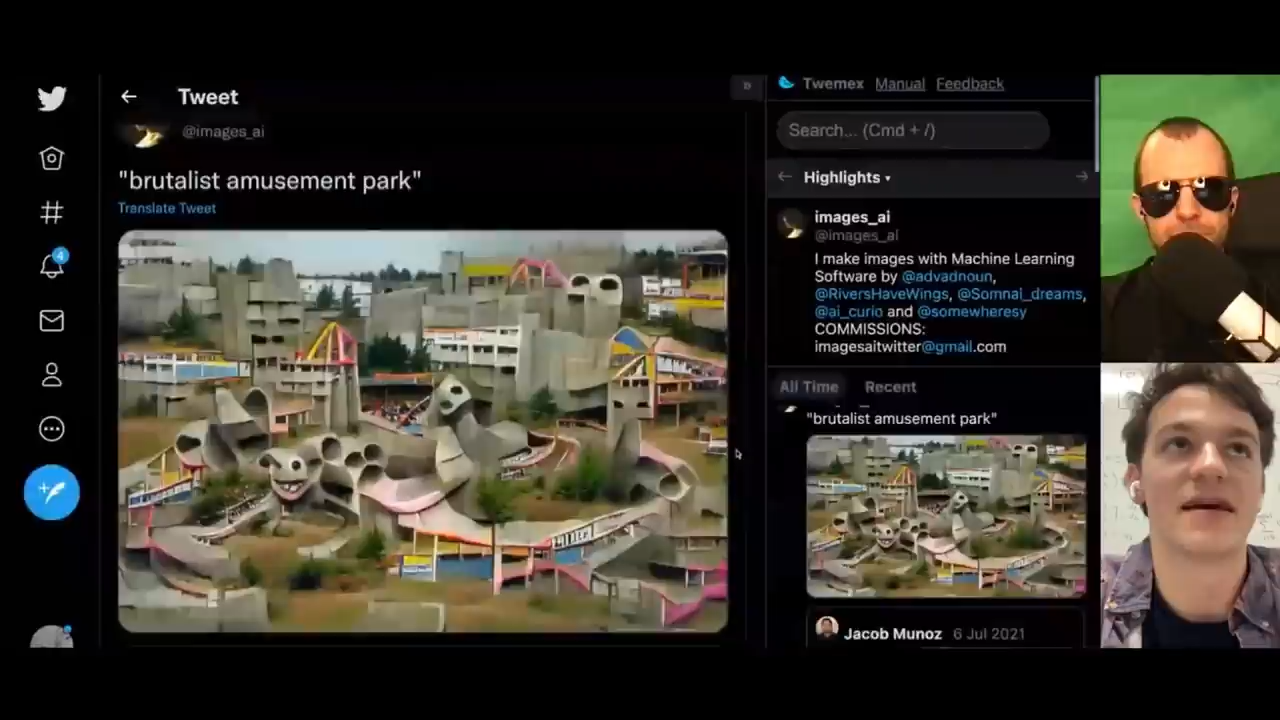 Tweet
@images_ai
"brutalist amusement park"
Translate Tweet
4
Twemex Manual Feedback
Search... (Cmd + /)
Highlights
images_ai
@images_ai
I make images with Machine Learning
Software by @advadnoun,
@RiversHaveWings, @Somnai_dreams,
@ai_curio and @somewheresy
COMMISSIONS:
imagesaitwitter@gmail.com
All Time Recent
"brutalist amusement park"
Jacob Munoz 6 Jul 2021